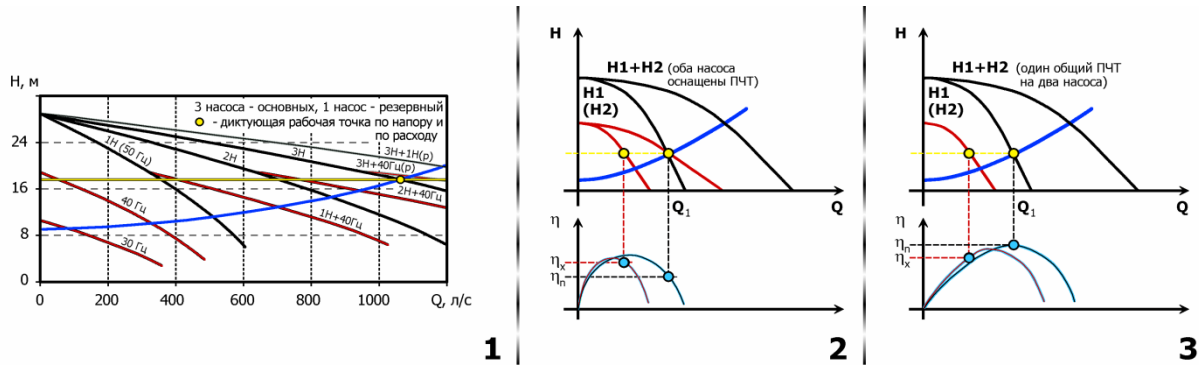 H, м
3 насоса - основных, 1 насос - резервный
- диктующая рабочая точка по напору и
по расходу
24
16
8
0
1Н (50 Гц)
2Н
3Н
3Н+1Н(р)
3Н+40Гц(р)
2Н+40Гц
1Н+40Гц
40 Гц
30 Гц
0
200
400
600
800
1000
Q, л/с
1
H
H1+H2 (оба насоса
оснащены ПЧТ)
H1
(H2)
Q1
Q
η
ηx
ηn
2
H
H1+H2 (один общий ПЧТ
на два насоса)
H1
(H2)
Q1
Q
η
ηn
ηx
3